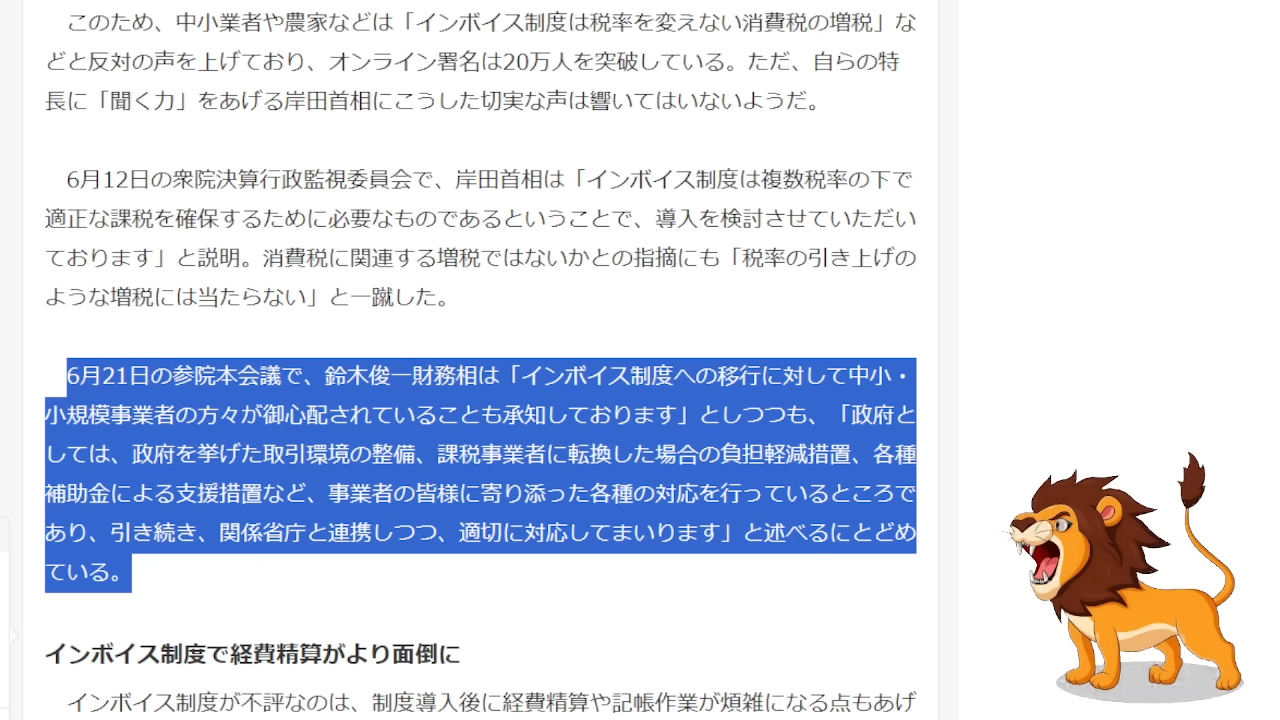 このため、中小業者や農家などは「インボイス制度は税率を変えない消費税の増税」な
どと反対の声を上げており、オンライン署名は20万人を突破している。ただ、自らの特
長に「聞く力」をあげる岸田首相にこうした切実な声は響いてはいないようだ。
6月12日の衆院決算行政監視委員会で、岸田首相は「インボイス制度は複数税率の下で
適正な課税を確保するために必要なものであるということで、導入を検討させていただい
ております」と説明。消費税に関連する増税ではないかとの指摘にも「税率の引き上げの
ような増税には当たらない」と一蹴した。
6月21日の参院本会議で、鈴木俊一財務相は「インボイス制度への移行に対して中小・
小規模事業者の方々が御心配されていることも承知しております」としつつも、「政府と
しては、政府を挙げた取引環境の整備、課税事業者に転換した場合の負担軽減措置、各種
補助金による支援措置など、事業者の皆様に寄り添った各種の対応を行っているところで
あり、引き続き、関係省庁と連携しつつ、適切に対応してまいります」と述べるにとどめ
ている。
インボイス制度で経費精算がより面倒に
インボイス制度が不評なのは、制度導入後に経費精算や記帳作業が煩雑になる点もあげ